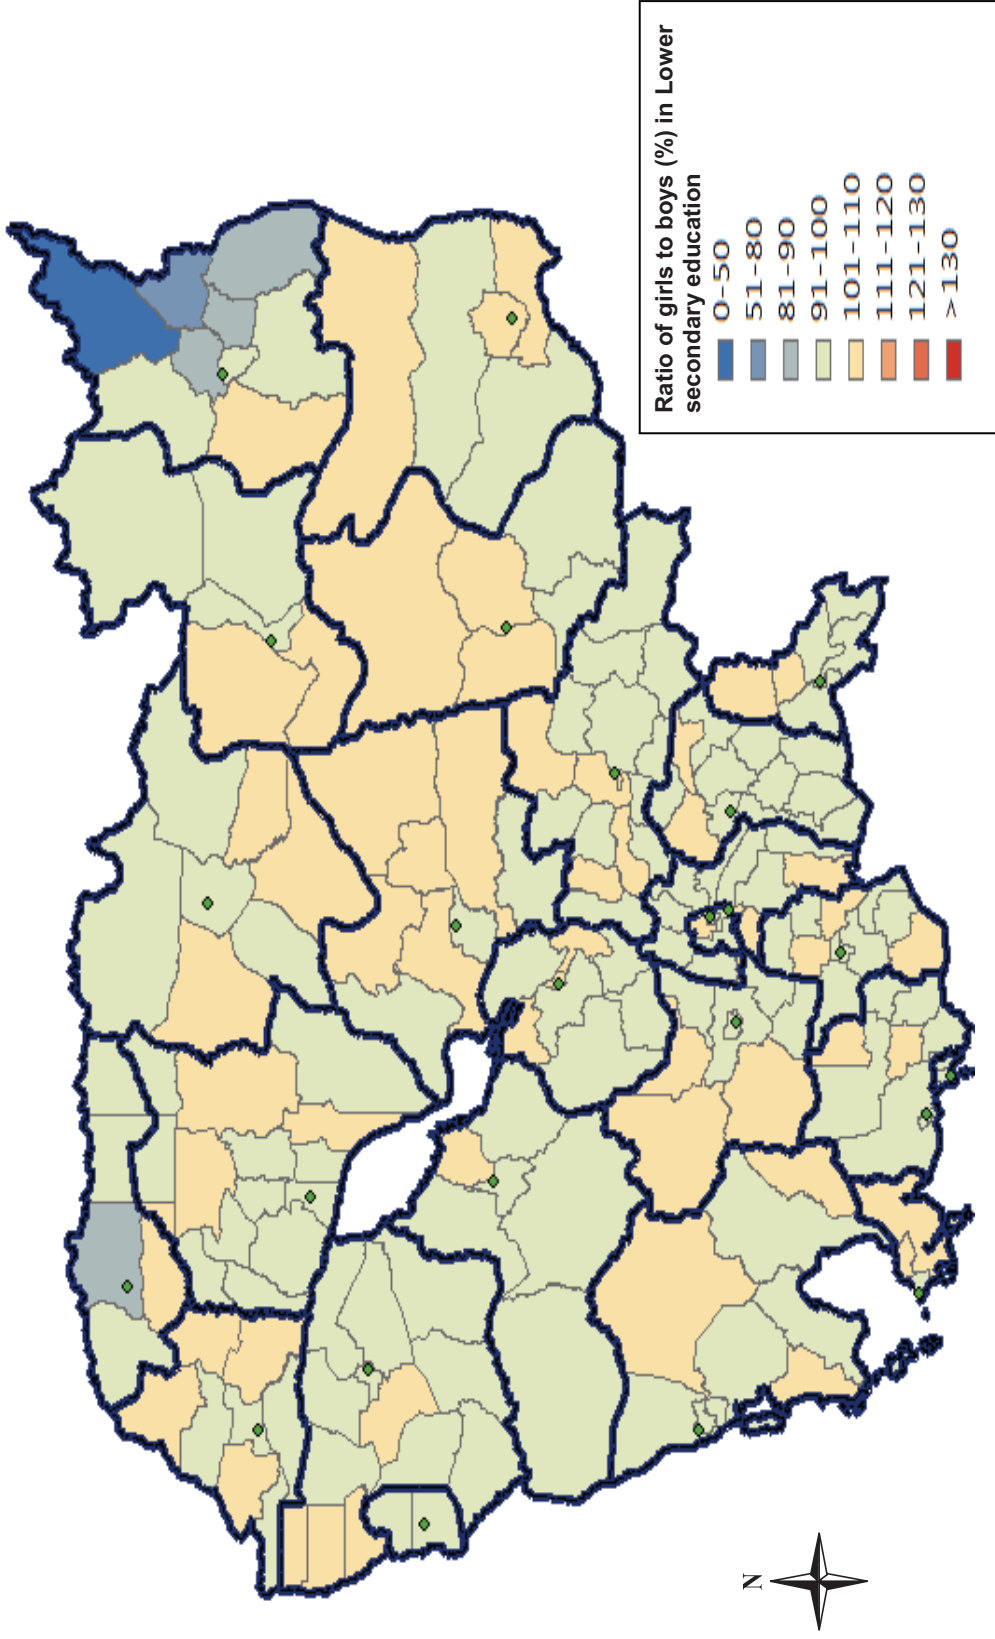 Ratio of girls to boys (%) in Lower
secondary education
0-50
51-80
81-90
91-100
101-110
111-120
121-130
>130
N